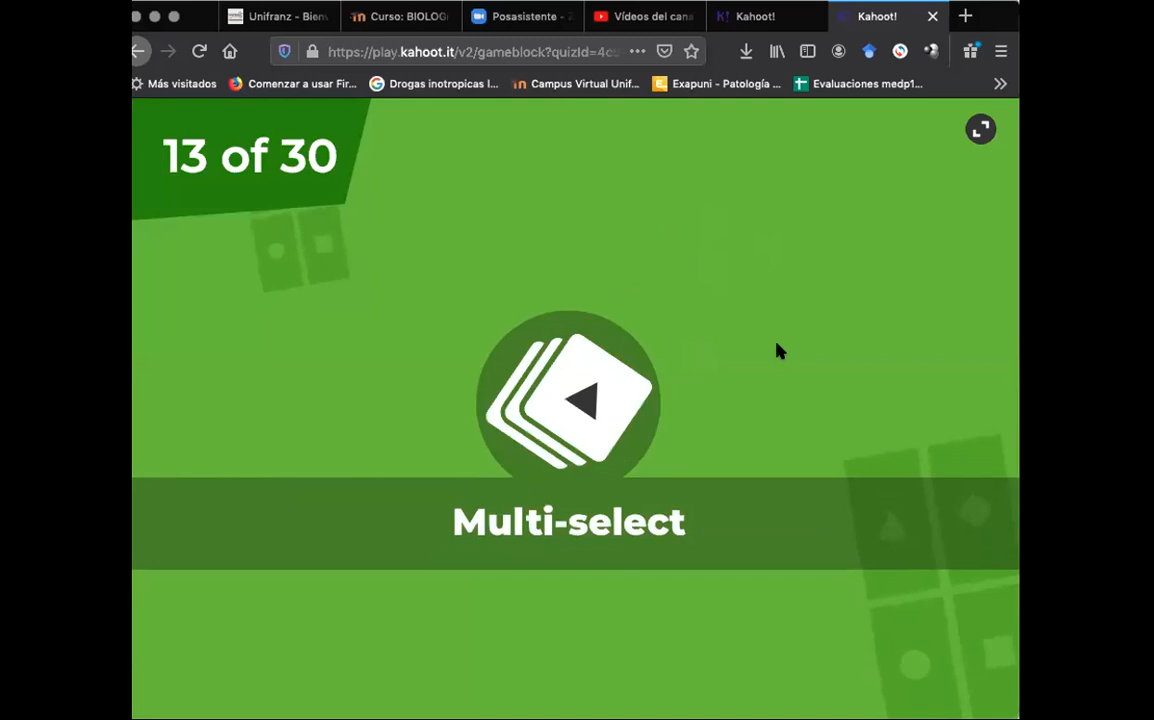 Unifranz - Bien
Curso: BIOLOG
Posasistente -
Vídeos del cana
Kahoot!
Kahoot!
https://play.kahoot.it/v2/gameblock?quizId=4c
Más visitados
Comenzar a usar Fir...
Drogas inotropicas l...
Campus Virtual Unif...
Exapuni - Patología ...
Evaluaciones medp1...
13 of 30
Multi-select